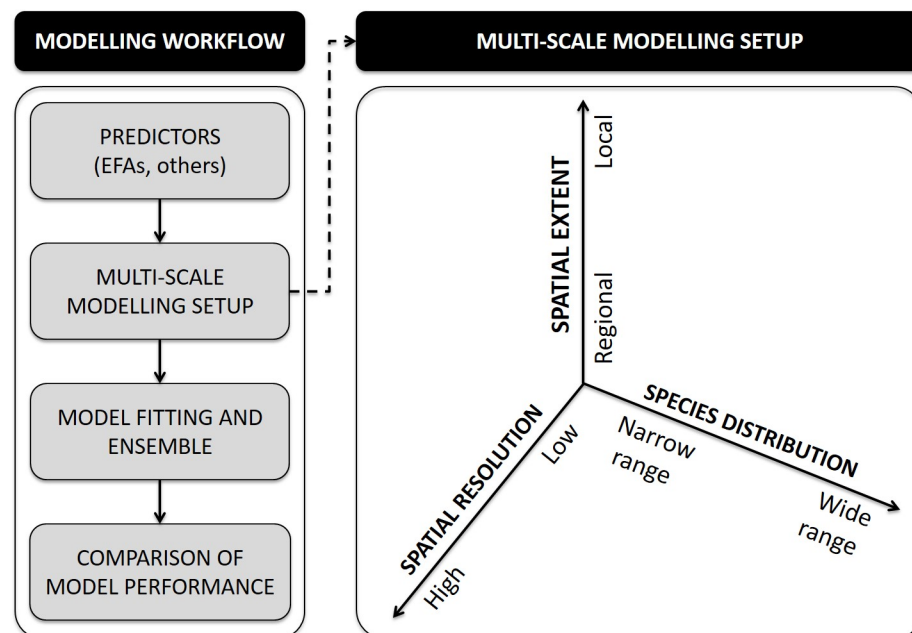 MODELLING WORKFLOW
PREDICTORS
(EFAs, others)
MULTI-SCALE
MODELLING SETUP
MODEL FITTING AND
ENSEMBLE
COMPARISON OF
MODEL PERFORMANCE
MULTI-SCALE MODELLING SETUP
SPATIAL EXTENT
Local
Regional
SPATIAL RESOLUTION
Low
High
SPECIES DISTRIBUTION
Narrow
range
Wide
range